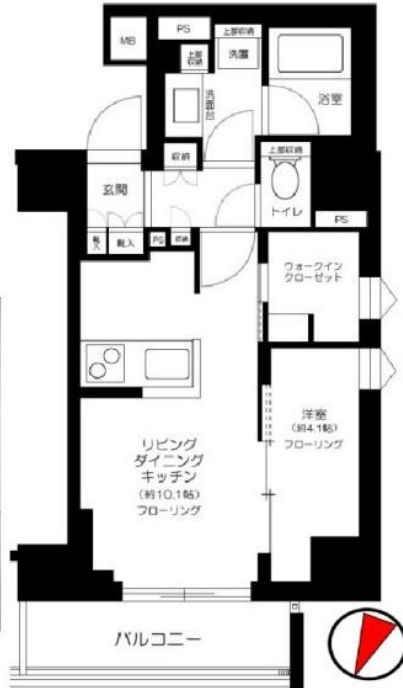 MB
PS
上部収納
洗置
上部
収納
洗面台
浴室
収納
上部収納
玄関
トイレ
PS
靴入
靴入
PS
収納
ウォークイン
クローゼット
洋室
(約4.1帖)
フローリング
リビング
ダイニング
キッチン
(約10.1帖)
フローリング
バルコニー